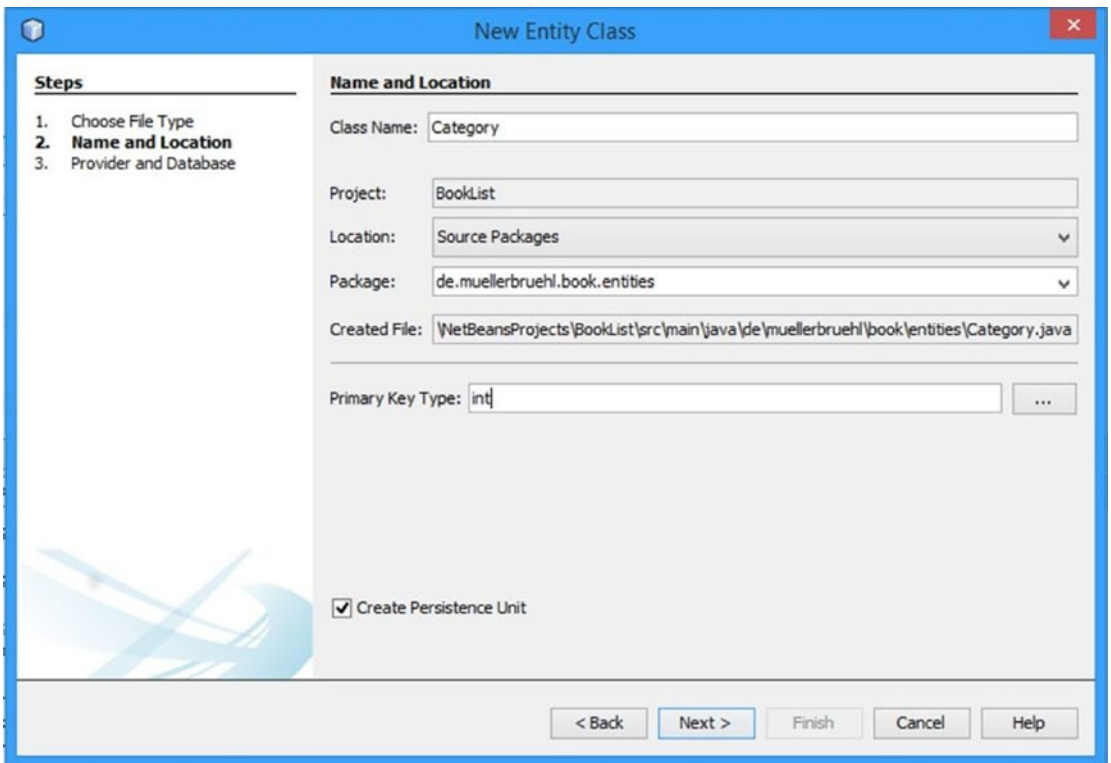 New Entity Class
Steps
1. Choose File Type
2. Name and Location
3. Provider and Database
Name and Location
Class Name: Category
Project: BookList
Location: Source Packages
Package: de.muellerbruehl.book.entities
Created File: \NetBeansProjects\BookList\src\main\java\de\muellerbruehl\book\entities\Category.java
Primary Key Type: int
...
Create Persistence Unit
< Back Next > Finish Cancel Help